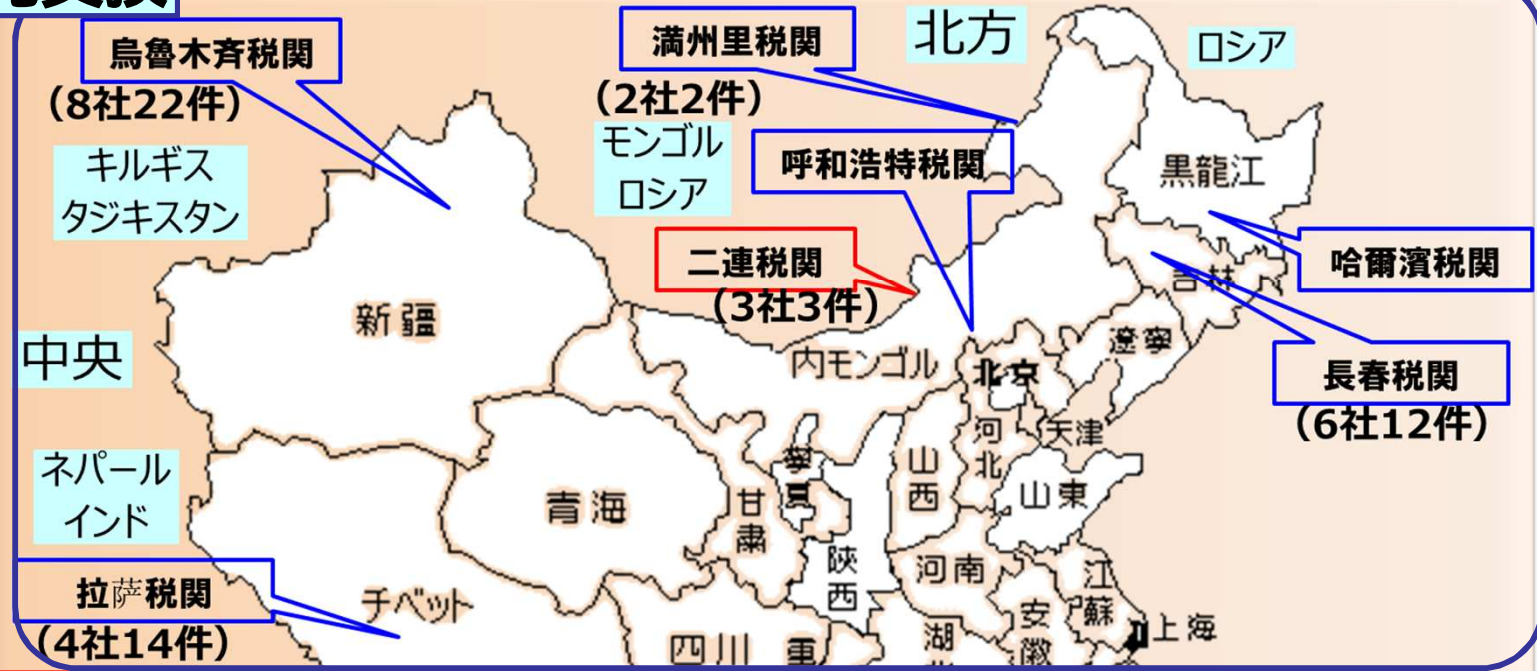 烏魯木斉税関
（8社22件）
キルギス
タジキスタン
満州里税関
（2社2件）
モンゴル
ロシア
北方
ロシア
呼和浩特税関
二連税関
（3社3件）
黒龍江
哈爾濱税関
吉林
長春税関
（6社12件）
遼寧
新疆
中央
内モンゴル
北京
天津
河北
山西
山東
ネパール
インド
青海
甘粛
寧夏
陝西
河南
江蘇
安徽
上海
拉萨税関
（4社14件）
チベット
四川
重
湖